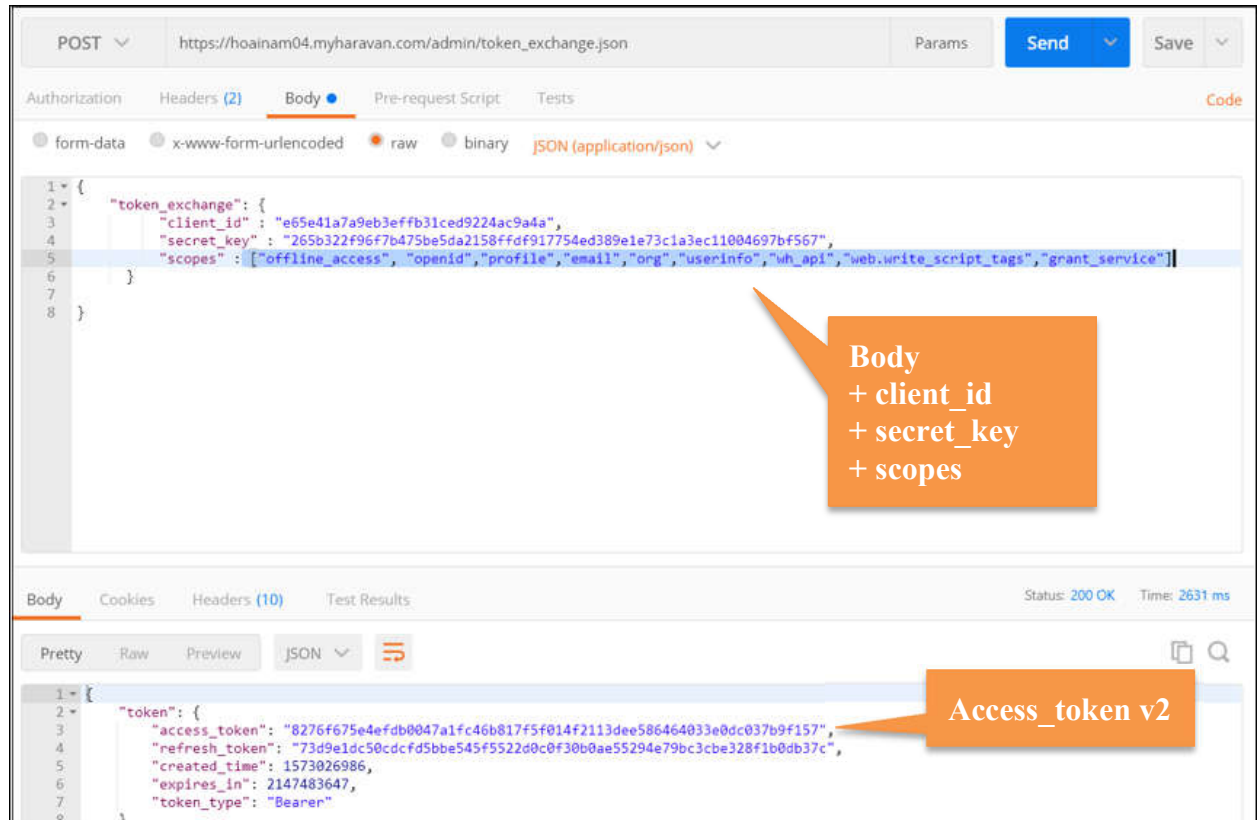 POST https://hoainam04.myharavan.com/admin/token_exchange.json Params Send Save
Authorization Headers (2) Body Pre-request Script Tests Code
form-data x-www-form-urlencoded raw binary JSON (application/json)
1 {
2 "token_exchange": {
3 "client_id" : "e65e41a7a9eb3effb31ced9224ac9a4a",
4 "secret_key" : "265b322f96f7b475be5da2158ffdf917754ed389e1e73c1a3ec11004697bf567",
5 "scopes" : ["offline_access", "openid","profile","email","org","userinfo","wh_api","web.write_script_tags","grant_service"]
6 }
7
8 }
Body
+ client_id
+ secret_key
+ scopes
Body Cookies Headers (10) Test Results Status: 200 OK Time: 2631 ms
Pretty Raw Preview JSON
1 {
2 "token": {
3 "access_token": "8276f675e4efdb0047a1fc46b817f5f014f2113dee586464033e0dc037b9f157",
Access_token v2
4 "refresh_token": "73d9e1dc50cdcfd5bbe545f5522d0c0f30b0ae55294e79bc3cbe328f1b0db37c",
5 "created_time": 1573026986,
6 "expires_in": 2147483647,
7 "token_type": "Bearer"
8 }